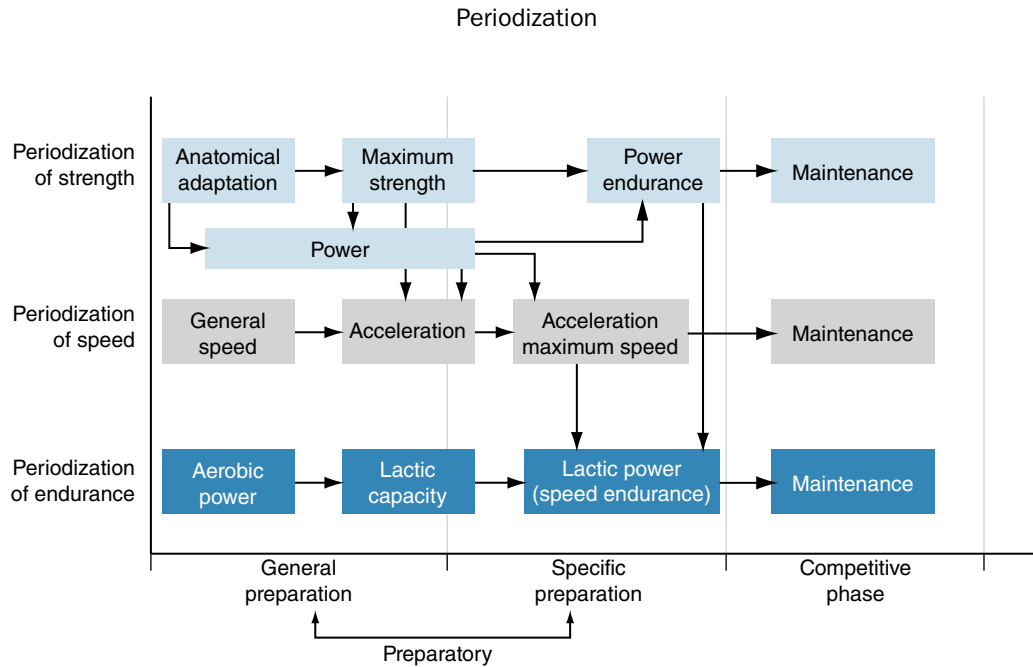 Periodization
Periodization
of strength
Anatomical
adaptation
Maximum
strength
Power
endurance
Maintenance
Power
Periodization
of speed
General
speed
Acceleration
Acceleration
maximum speed
Maintenance
Periodization
of endurance
Aerobic
power
Lactic
capacity
Lactic power
(speed endurance)
Maintenance
General
preparation
Specific
preparation
Competitive
phase
Preparatory